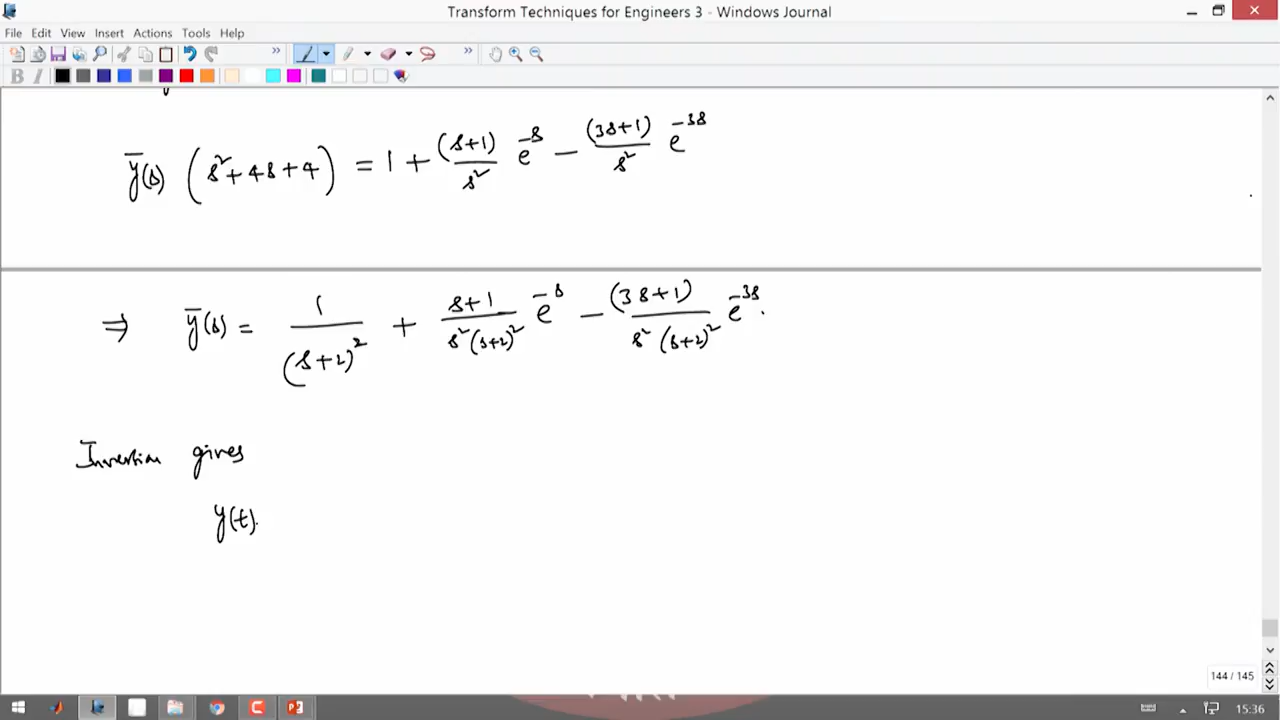 Transform Techniques for Engineers 3 - Windows Journal
File Edit View Insert Actions Tools Help
ȳ(s) (s²+4s+4) = 1 + (s+1)/s² e^{-s} - (3s+1)/s² e^{-3s}
⇒ ȳ(s) = 1/(s+2)² + (s+1)/(s²(s+2)²) e^{-s} - (3s+1)/(s²(s+2)²) e^{-3s}.
Inversion gives
y(t)
144 / 145
15:36